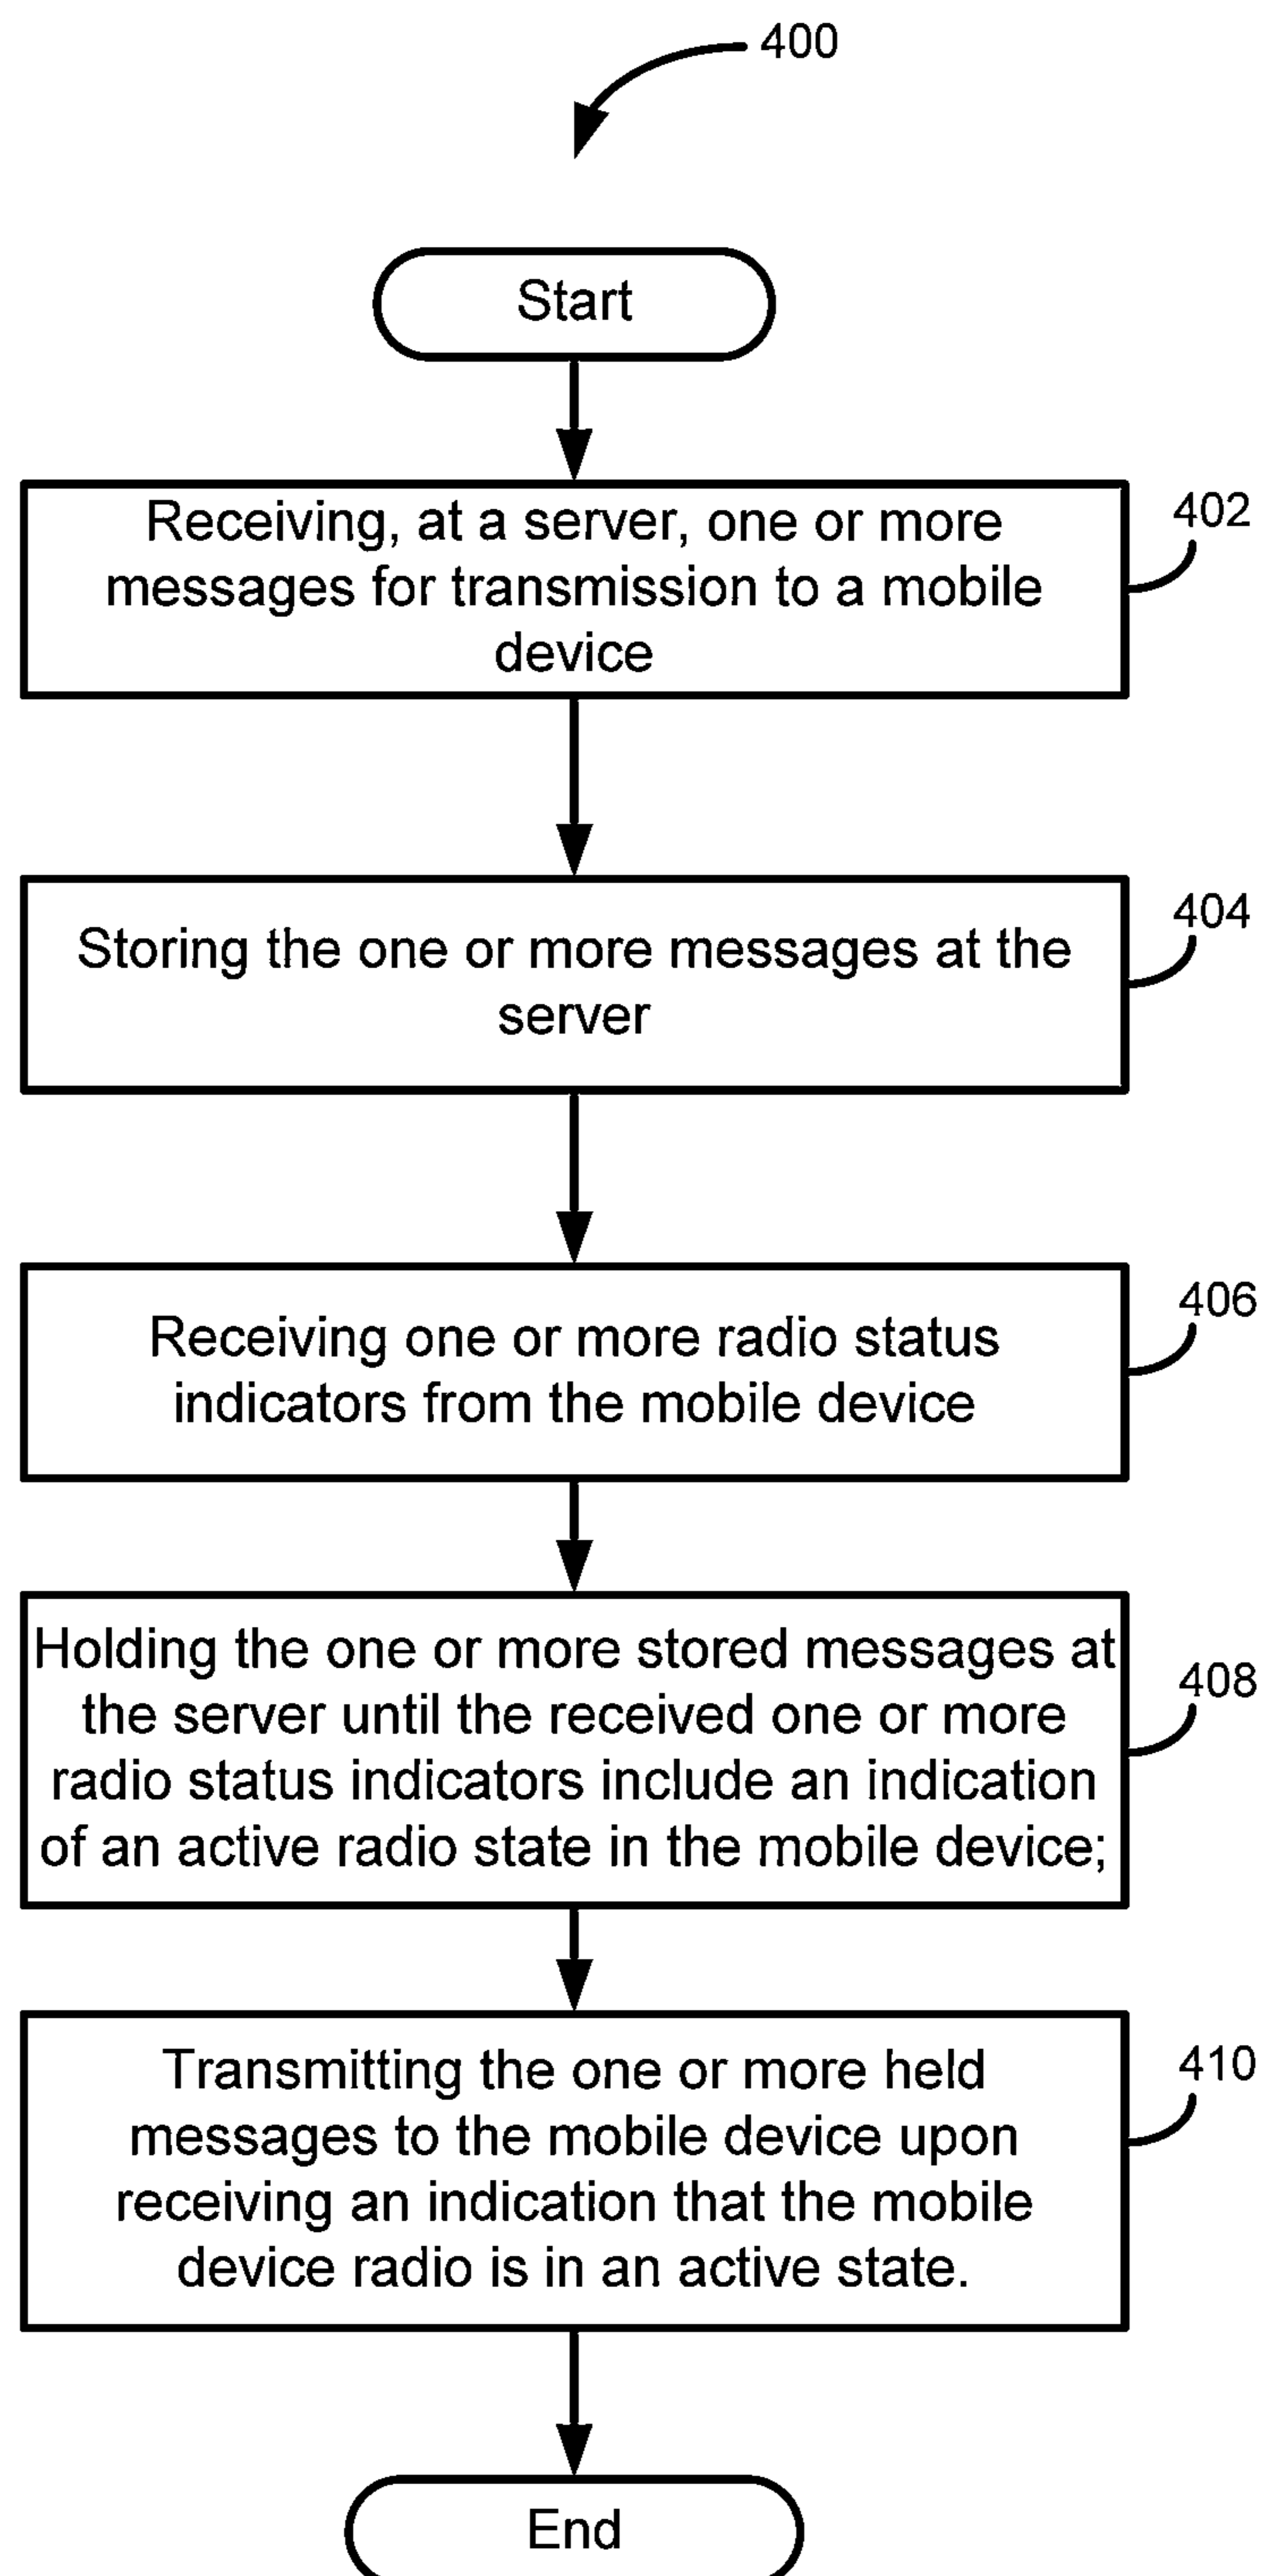 400
Start
Receiving, at a server, one or more
messages for transmission to a mobile
device
402
Storing the one or more messages at the
server
404
Receiving one or more radio status
indicators from the mobile device
406
Holding the one or more stored messages at
the server until the received one or more
radio status indicators include an indication
of an active radio state in the mobile device;
408
Transmitting the one or more held
messages to the mobile device upon
receiving an indication that the mobile
device radio is in an active state.
410
End